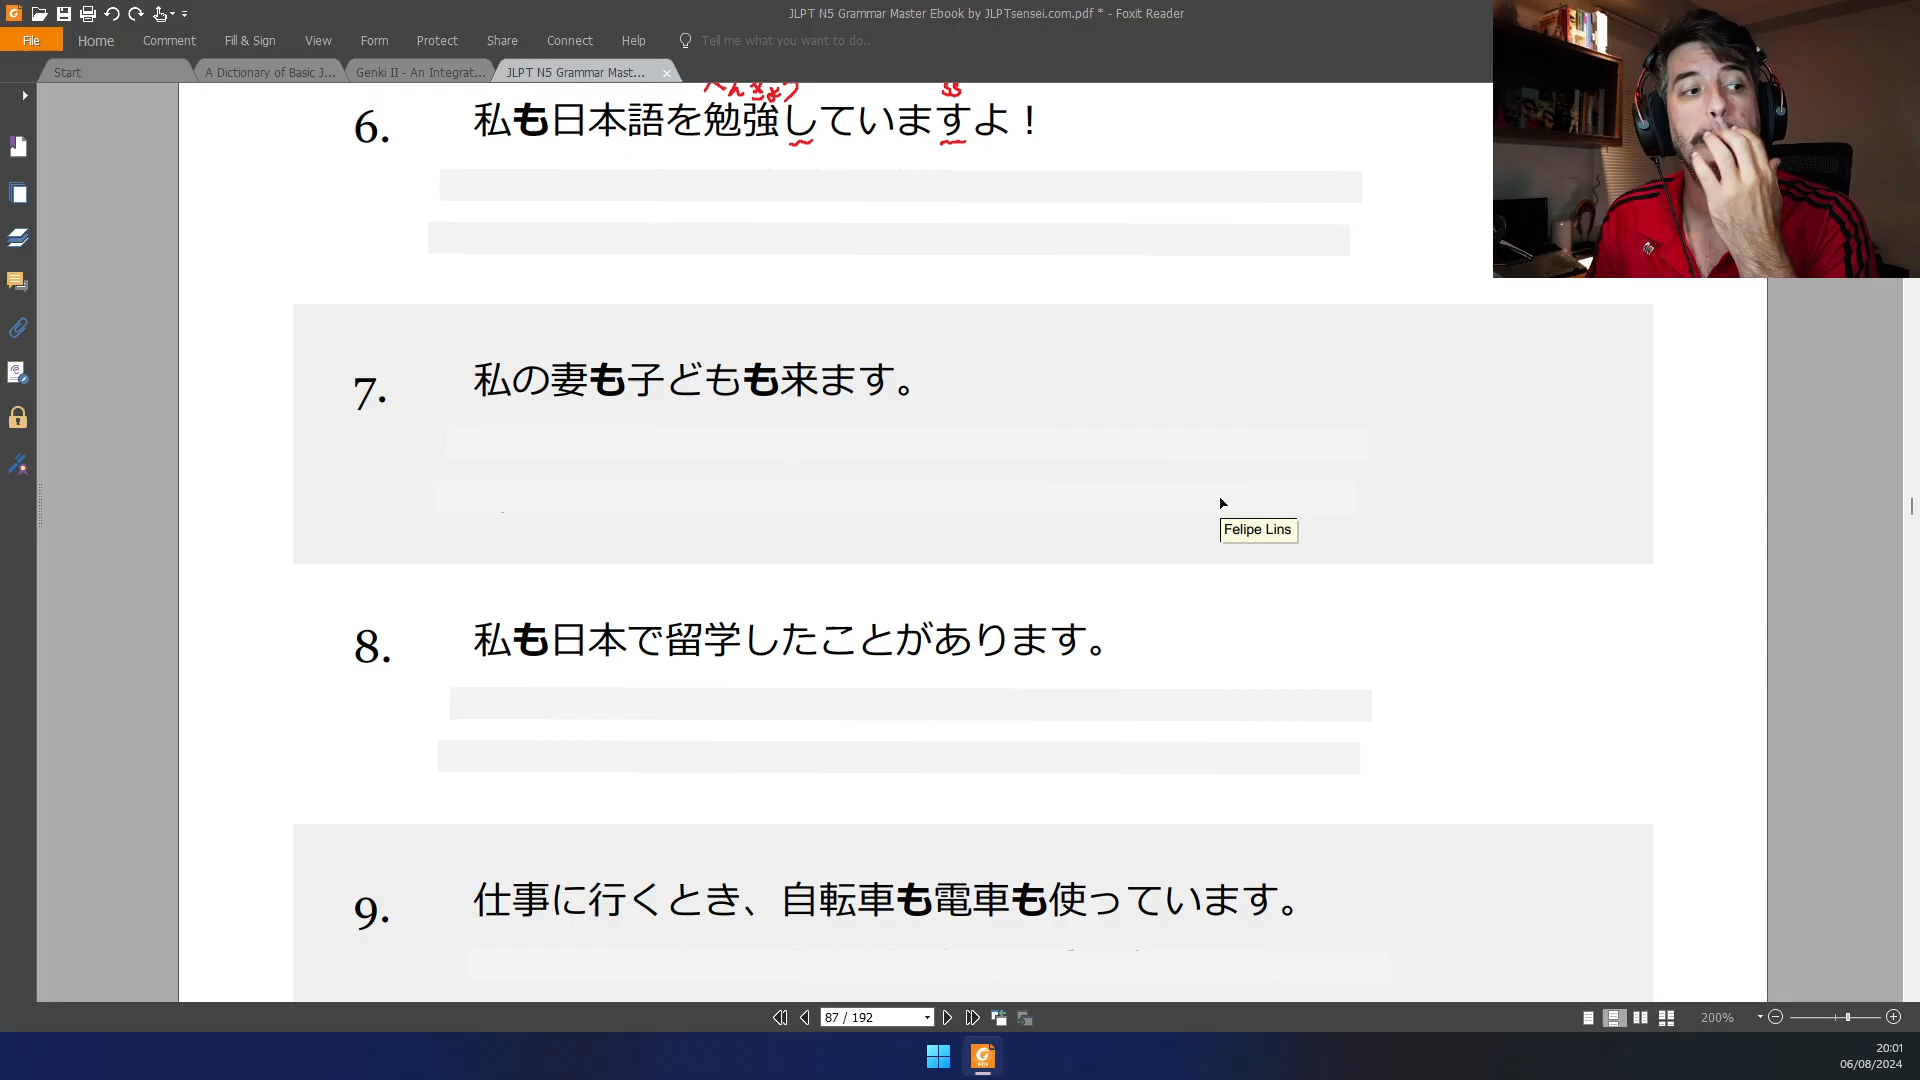 JLPT N5 Grammar Master Ebook by JLPTsensei.com.pdf * - Foxit Reader
File Home Comment Fill & Sign View Form Protect Share Connect Help Tell me what you want to do..
Start A Dictionary of Basic J... Genki II - An Integrat... JLPT N5 Grammar Mast...
べんきょう
6. 私も日本語を勉強していますよ！
7. 私の妻も子どもも来ます。
Felipe Lins
8. 私も日本で留学したことがあります。
9. 仕事に行くとき、自転車も電車も使っています。
87 / 192
200%
20:01
06/08/2024